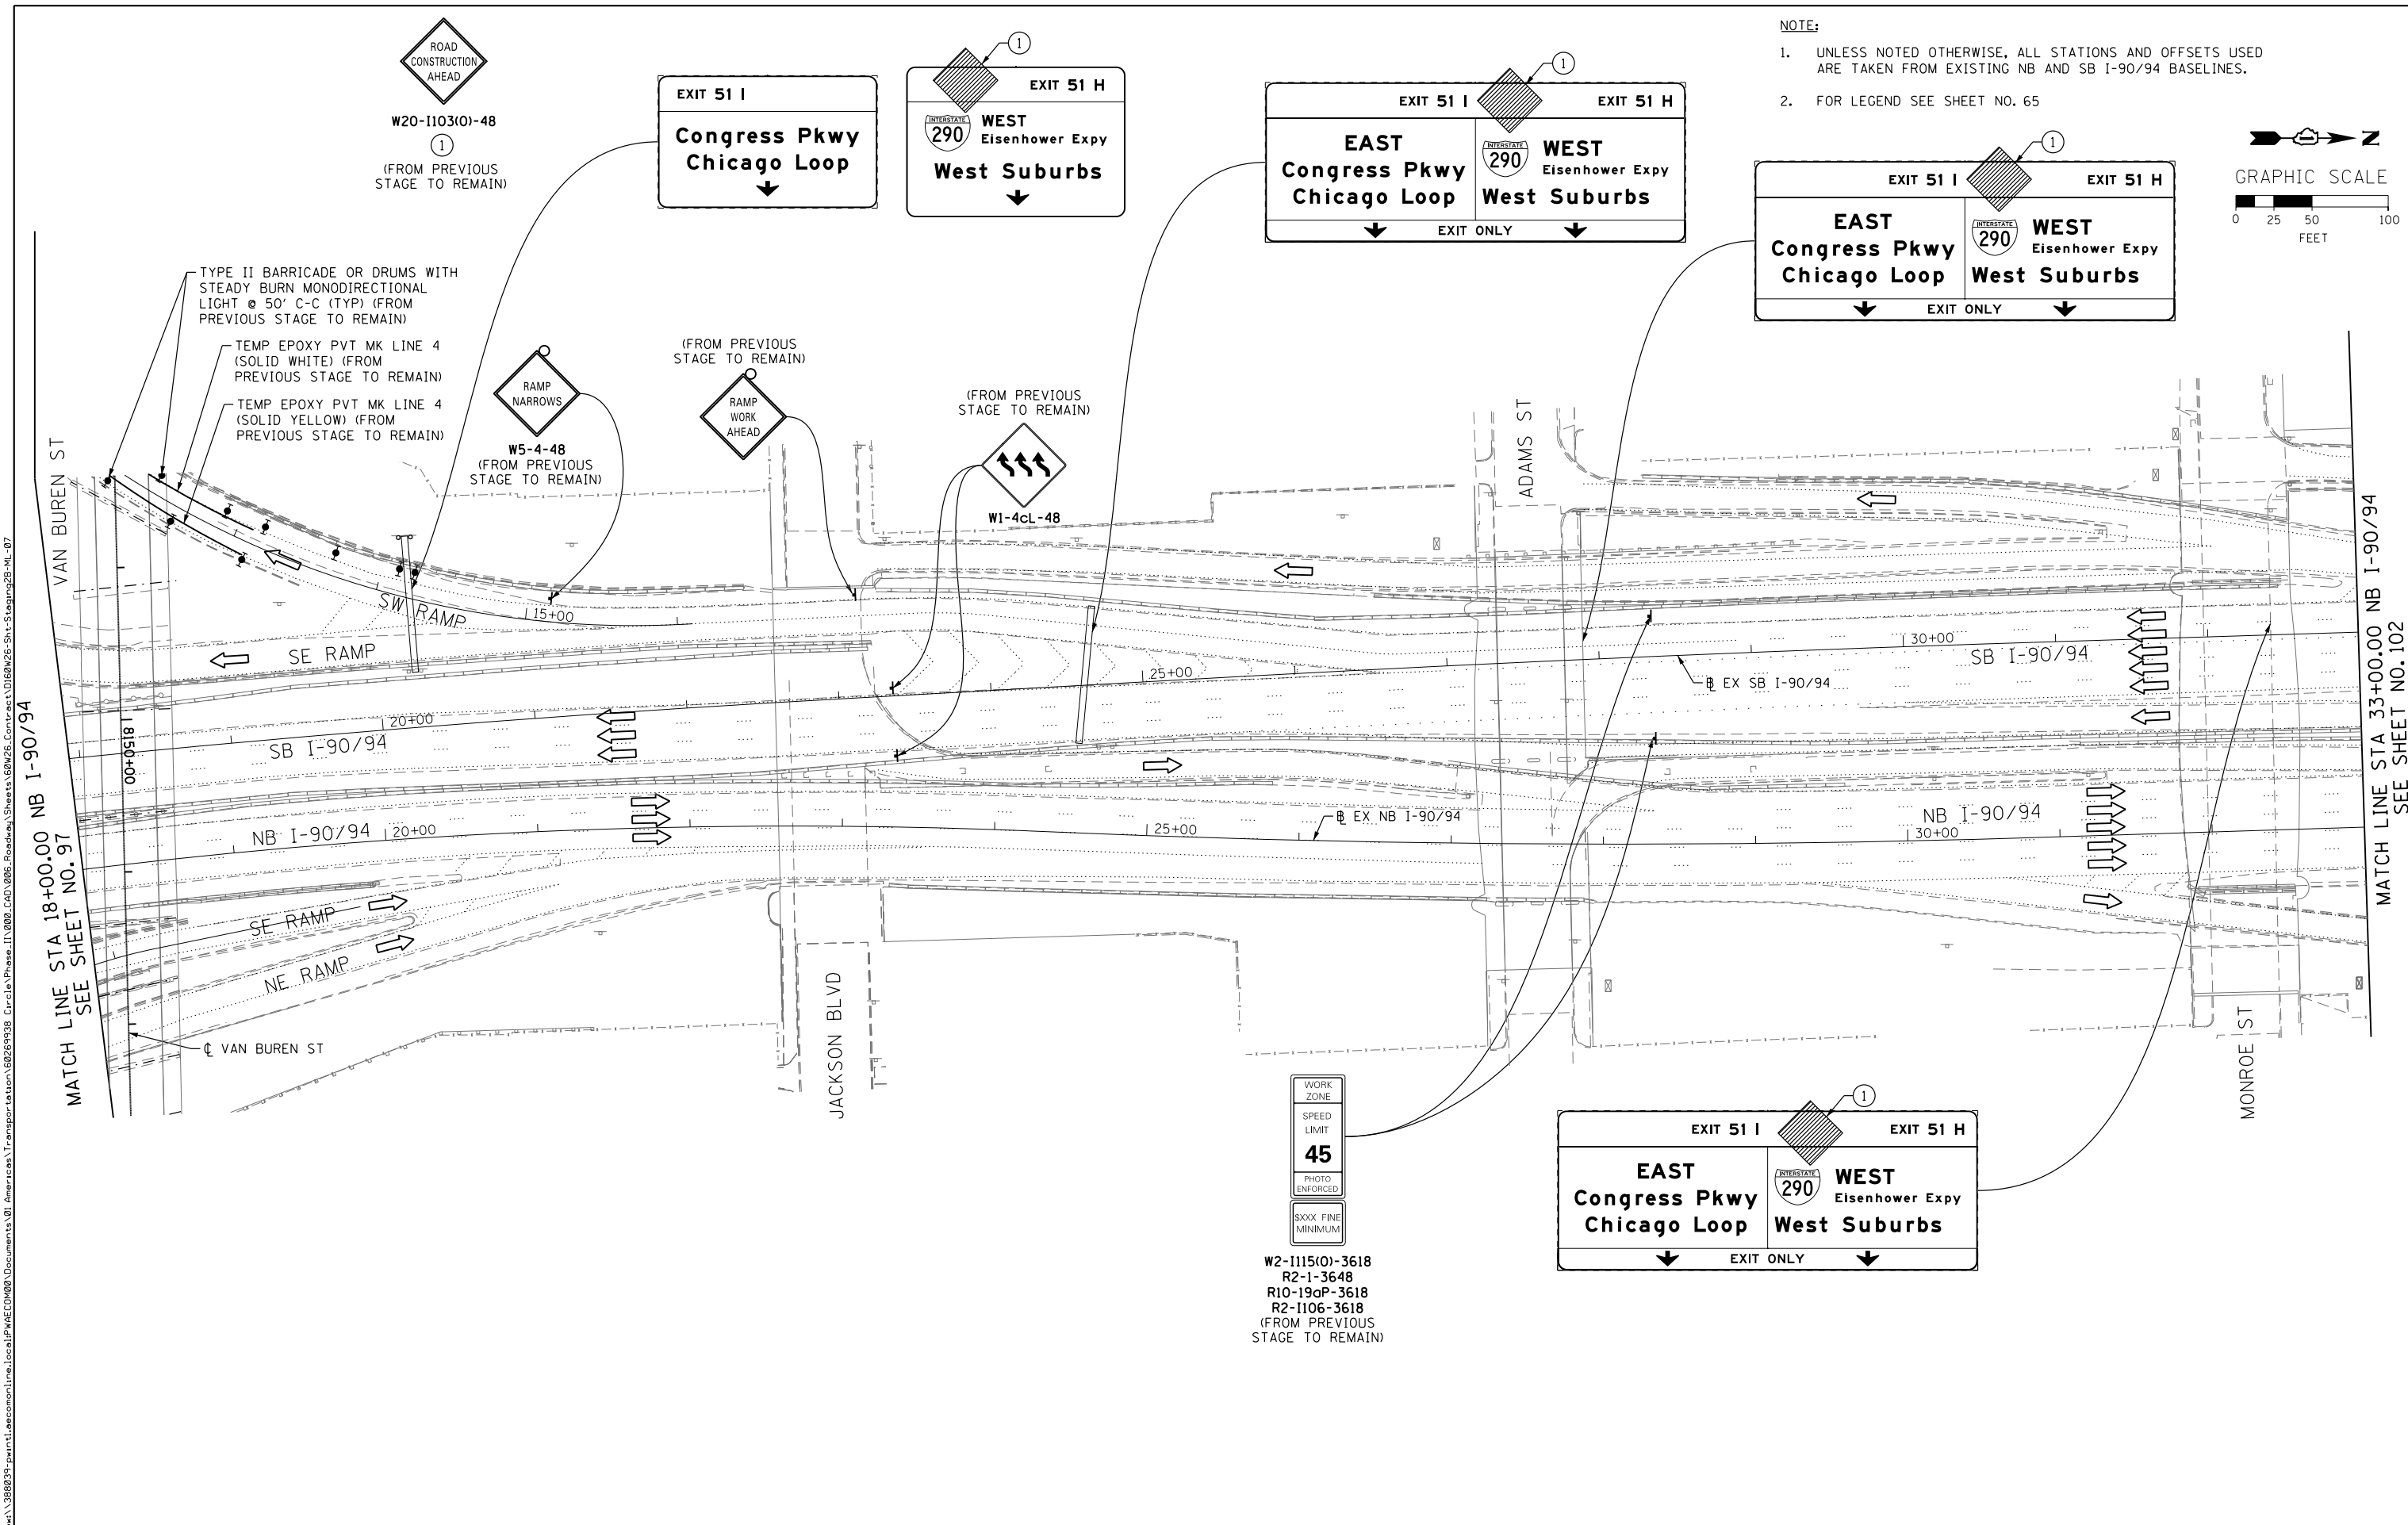 NOTE:
1. UNLESS NOTED OTHERWISE, ALL STATIONS AND OFFSETS USED
ARE TAKEN FROM EXISTING NB AND SB I-90/94 BASELINES.
2. FOR LEGEND SEE SHEET NO. 65
N
GRAPHIC SCALE
0 25 50 100
FEET
ROAD
CONSTRUCTION
AHEAD
W20-I103(O)-48
1
(FROM PREVIOUS
STAGE TO REMAIN)
EXIT 51 I
Congress Pkwy
Chicago Loop
1
EXIT 51 H
INTERSTATE
290
WEST
Eisenhower Expy
West Suburbs
1
EXIT 51 I
EXIT 51 H
EAST
Congress Pkwy
Chicago Loop
INTERSTATE
290
WEST
Eisenhower Expy
West Suburbs
EXIT ONLY
1
EXIT 51 I
EXIT 51 H
EAST
Congress Pkwy
Chicago Loop
INTERSTATE
290
WEST
Eisenhower Expy
West Suburbs
EXIT ONLY
TYPE II BARRICADE OR DRUMS WITH
STEADY BURN MONODIRECTIONAL
LIGHT @ 50' C-C (TYP) (FROM
PREVIOUS STAGE TO REMAIN)
TEMP EPOXY PVT MK LINE 4
(SOLID WHITE) (FROM
PREVIOUS STAGE TO REMAIN)
TEMP EPOXY PVT MK LINE 4
(SOLID YELLOW) (FROM
PREVIOUS STAGE TO REMAIN)
RAMP
NARROWS
W5-4-48
(FROM PREVIOUS
STAGE TO REMAIN)
(FROM PREVIOUS
STAGE TO REMAIN)
RAMP
WORK
AHEAD
(FROM PREVIOUS
STAGE TO REMAIN)
W1-4cL-48
VAN BUREN ST
ADAMS ST
SW RAMP
15+00
SE RAMP
8150+00
20+00
SB I-90/94
25+00
℄ EX SB I-90/94
30+00
SB I-90/94
NB I-90/94
20+00
25+00
℄ EX NB I-90/94
NB I-90/94
30+00
SE RAMP
NE RAMP
℄ VAN BUREN ST
JACKSON BLVD
MONROE ST
MATCH LINE STA 18+00.00 NB I-90/94
SEE SHEET NO. 97
MATCH LINE STA 33+00.00 NB I-90/94
SEE SHEET NO. 102
WORK
ZONE
SPEED
LIMIT
45
PHOTO
ENFORCED
$XXX FINE
MINIMUM
W2-I115(O)-3618
R2-1-3648
R10-19aP-3618
R2-I106-3618
(FROM PREVIOUS
STAGE TO REMAIN)
1
EXIT 51 I
EXIT 51 H
EAST
Congress Pkwy
Chicago Loop
INTERSTATE
290
WEST
Eisenhower Expy
West Suburbs
EXIT ONLY